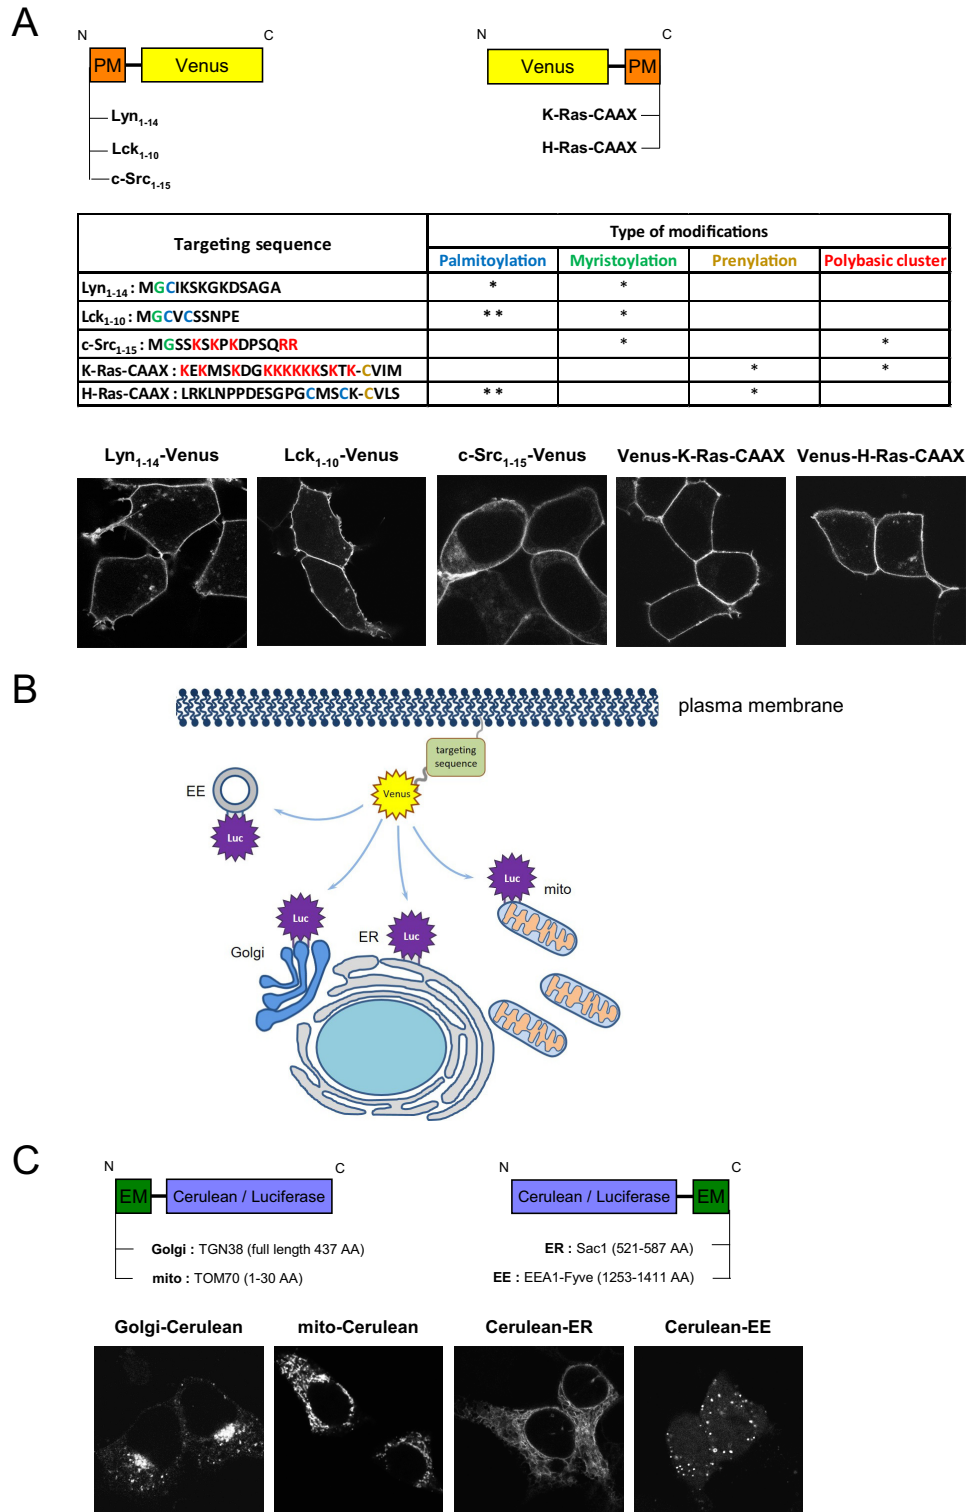 A
N C
PM Venus
Lyn1-14
Lck1-10
c-Src1-15
N C
Venus PM
K-Ras-CAAX
H-Ras-CAAX
Targeting sequence Type of modifications
Palmitoylation Myristoylation Prenylation Polybasic cluster
Lyn1-14 : MGCIKSKGKDSAGA * *
Lck1-10 : MGCVCSSNPE ** *
c-Src1-15 : MGSSKSKPKDPSQRR * *
K-Ras-CAAX : KEKMSKDGKKKKKKSKTK-CVIM * *
H-Ras-CAAX : LRKLNPPDESGPGCMSCK-CVLS ** *
Lyn1-14-Venus Lck1-10-Venus c-Src1-15-Venus Venus-K-Ras-CAAX Venus-H-Ras-CAAX
B
plasma membrane
targeting
sequence
Venus
EE
Luc
Luc
mito
Luc
Golgi
ER
Luc
C
N C
EM Cerulean / Luciferase
Golgi : TGN38 (full length 437 AA)
mito : TOM70 (1-30 AA)
N C
Cerulean / Luciferase EM
ER : Sac1 (521-587 AA)
EE : EEA1-Fyve (1253-1411 AA)
Golgi-Cerulean mito-Cerulean Cerulean-ER Cerulean-EE